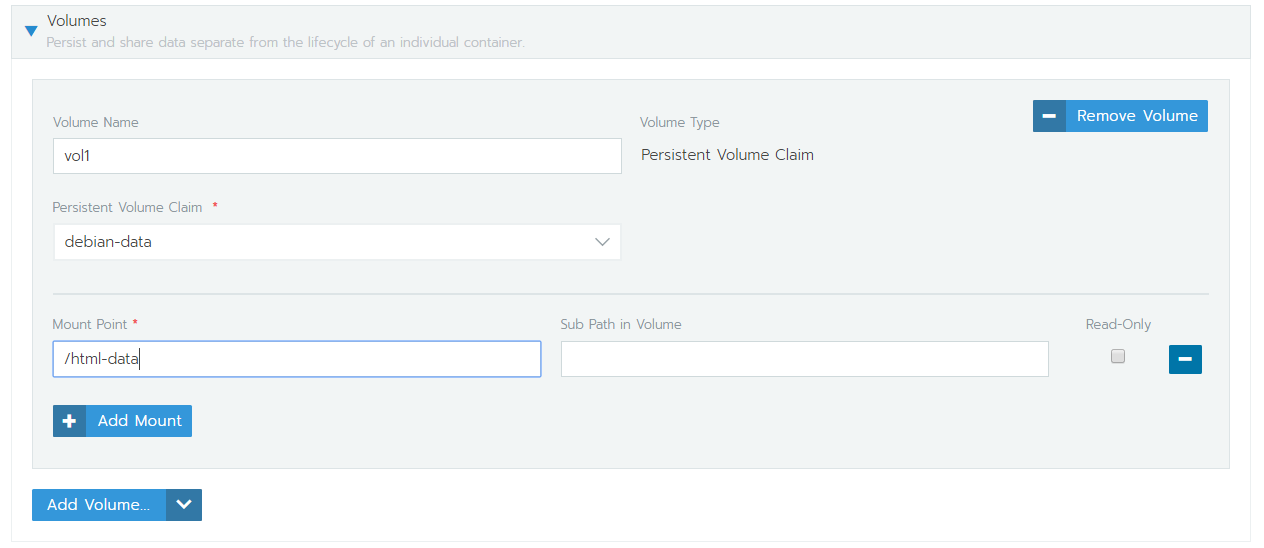 Volumes
Persist and share data separate from the lifecycle of an individual container.
Volume Name
Volume Type
Remove Volume
vol1
Persistent Volume Claim
Persistent Volume Claim *
debian-data
Mount Point *
Sub Path in Volume
Read-Only
/html-data
Add Mount
Add Volume...